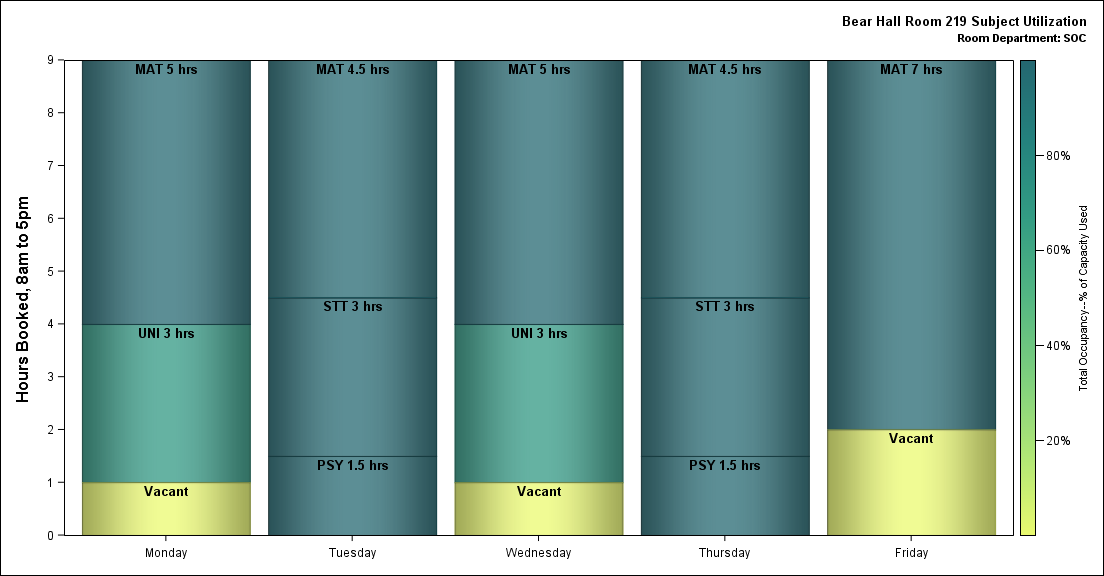 Bear Hall Room 219 Subject Utilization
Room Department: SOC
Hours Booked, 8am to 5pm
9
8
7
6
5
4
3
2
1
0
MAT 5 hrs
UNI 3 hrs
Vacant
MAT 4.5 hrs
STT 3 hrs
PSY 1.5 hrs
MAT 5 hrs
UNI 3 hrs
Vacant
MAT 4.5 hrs
STT 3 hrs
PSY 1.5 hrs
MAT 7 hrs
Vacant
Monday
Tuesday
Wednesday
Thursday
Friday
80%
60%
40%
20%
Total Occupancy--% of Capacity Used